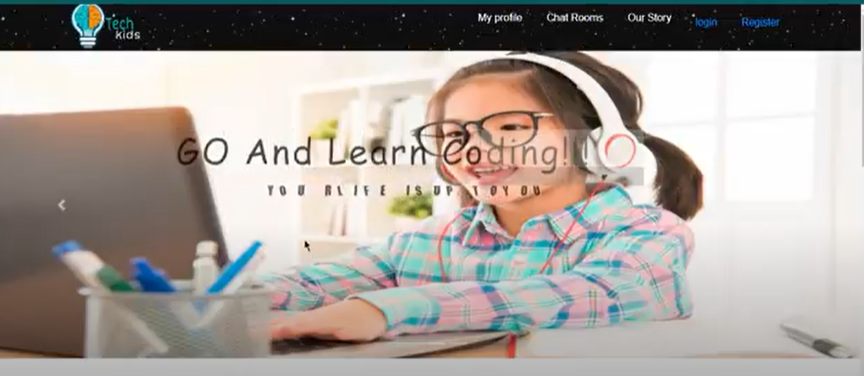 Tech
kids
My profile
Chat Rooms
Our Story
login
Register
GO And Learn Coding!!
YOU RLIFE IS UP TO YOU